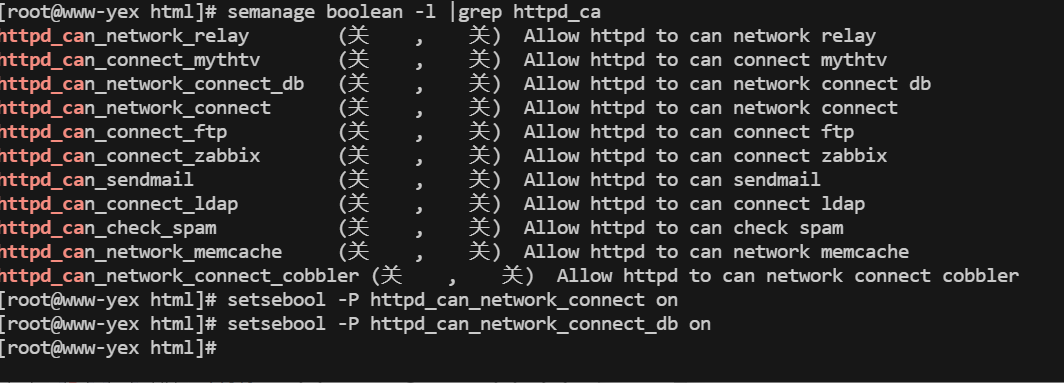 [root@www-yex html]# semanage boolean -l |grep httpd_ca
httpd_can_network_relay        (关    ,    关)  Allow httpd to can network relay
httpd_can_connect_mythtv       (关    ,    关)  Allow httpd to can connect mythtv
httpd_can_network_connect_db   (关    ,    关)  Allow httpd to can network connect db
httpd_can_network_connect      (关    ,    关)  Allow httpd to can network connect
httpd_can_connect_ftp          (关    ,    关)  Allow httpd to can connect ftp
httpd_can_connect_zabbix       (关    ,    关)  Allow httpd to can connect zabbix
httpd_can_sendmail             (关    ,    关)  Allow httpd to can sendmail
httpd_can_connect_ldap         (关    ,    关)  Allow httpd to can connect ldap
httpd_can_check_spam           (关    ,    关)  Allow httpd to can check spam
httpd_can_network_memcache     (关    ,    关)  Allow httpd to can network memcache
httpd_can_network_connect_cobbler (关    ,    关)  Allow httpd to can network connect cobbler
[root@www-yex html]# setsebool -P httpd_can_network_connect on
[root@www-yex html]# setsebool -P httpd_can_network_connect_db on
[root@www-yex html]#